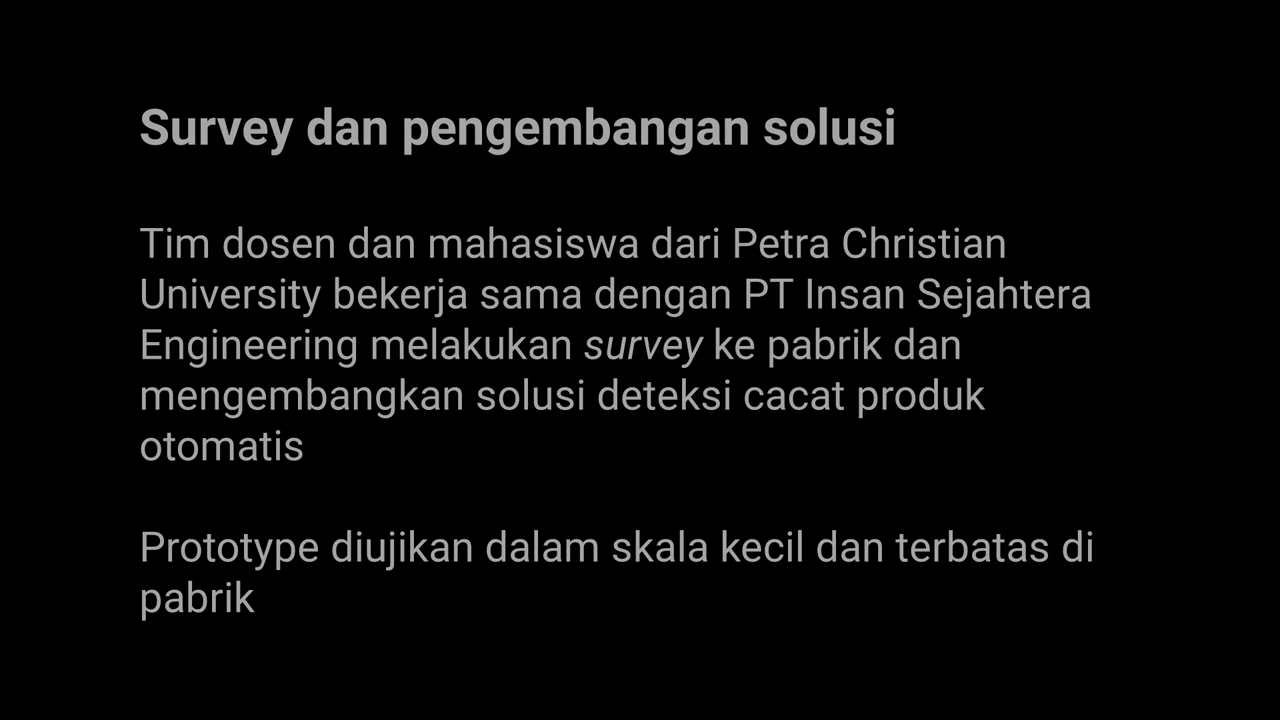 Survey dan pengembangan solusi
Tim dosen dan mahasiswa dari Petra Christian
University bekerja sama dengan PT Insan Sejahtera
Engineering melakukan survey ke pabrik dan
mengembangkan solusi deteksi cacat produk
otomatis
Prototype diujikan dalam skala kecil dan terbatas di
pabrik